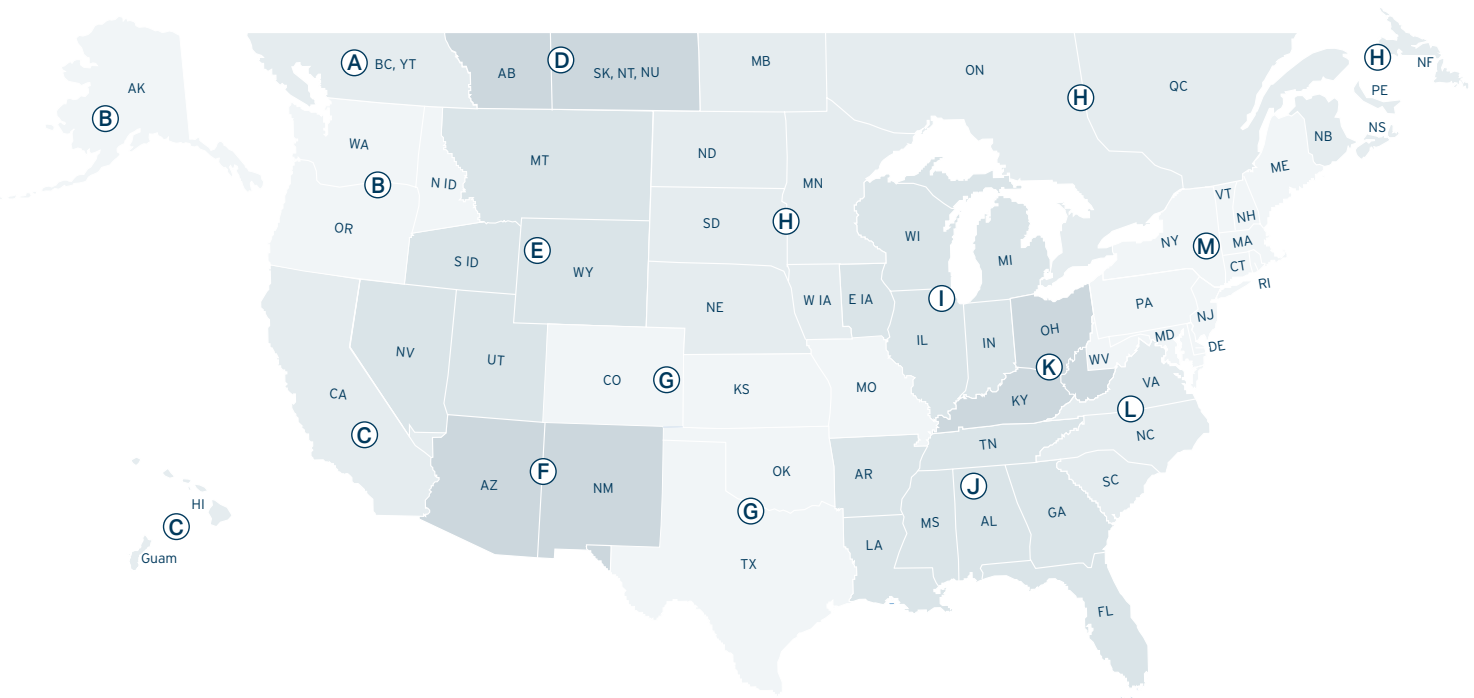 A BC, YT
AB
D
SK, NT, NU
MB
ON
H
QC
H
NF
PE
NS
NB
AK
B
WA
B
OR
N ID
S ID
MT
E
WY
ND
SD
H
MN
NE
W IA
E IA
WI
MI
I
IL
IN
OH
K
KY
WV
PA
NY
M
VT
NH
ME
MA
CT
RI
NJ
MD
DE
VA
L
NC
SC
TN
J
MS
AL
GA
FL
CA
C
NV
UT
CO
G
KS
MO
AZ
F
NM
OK
G
TX
AR
LA
HI
C
Guam